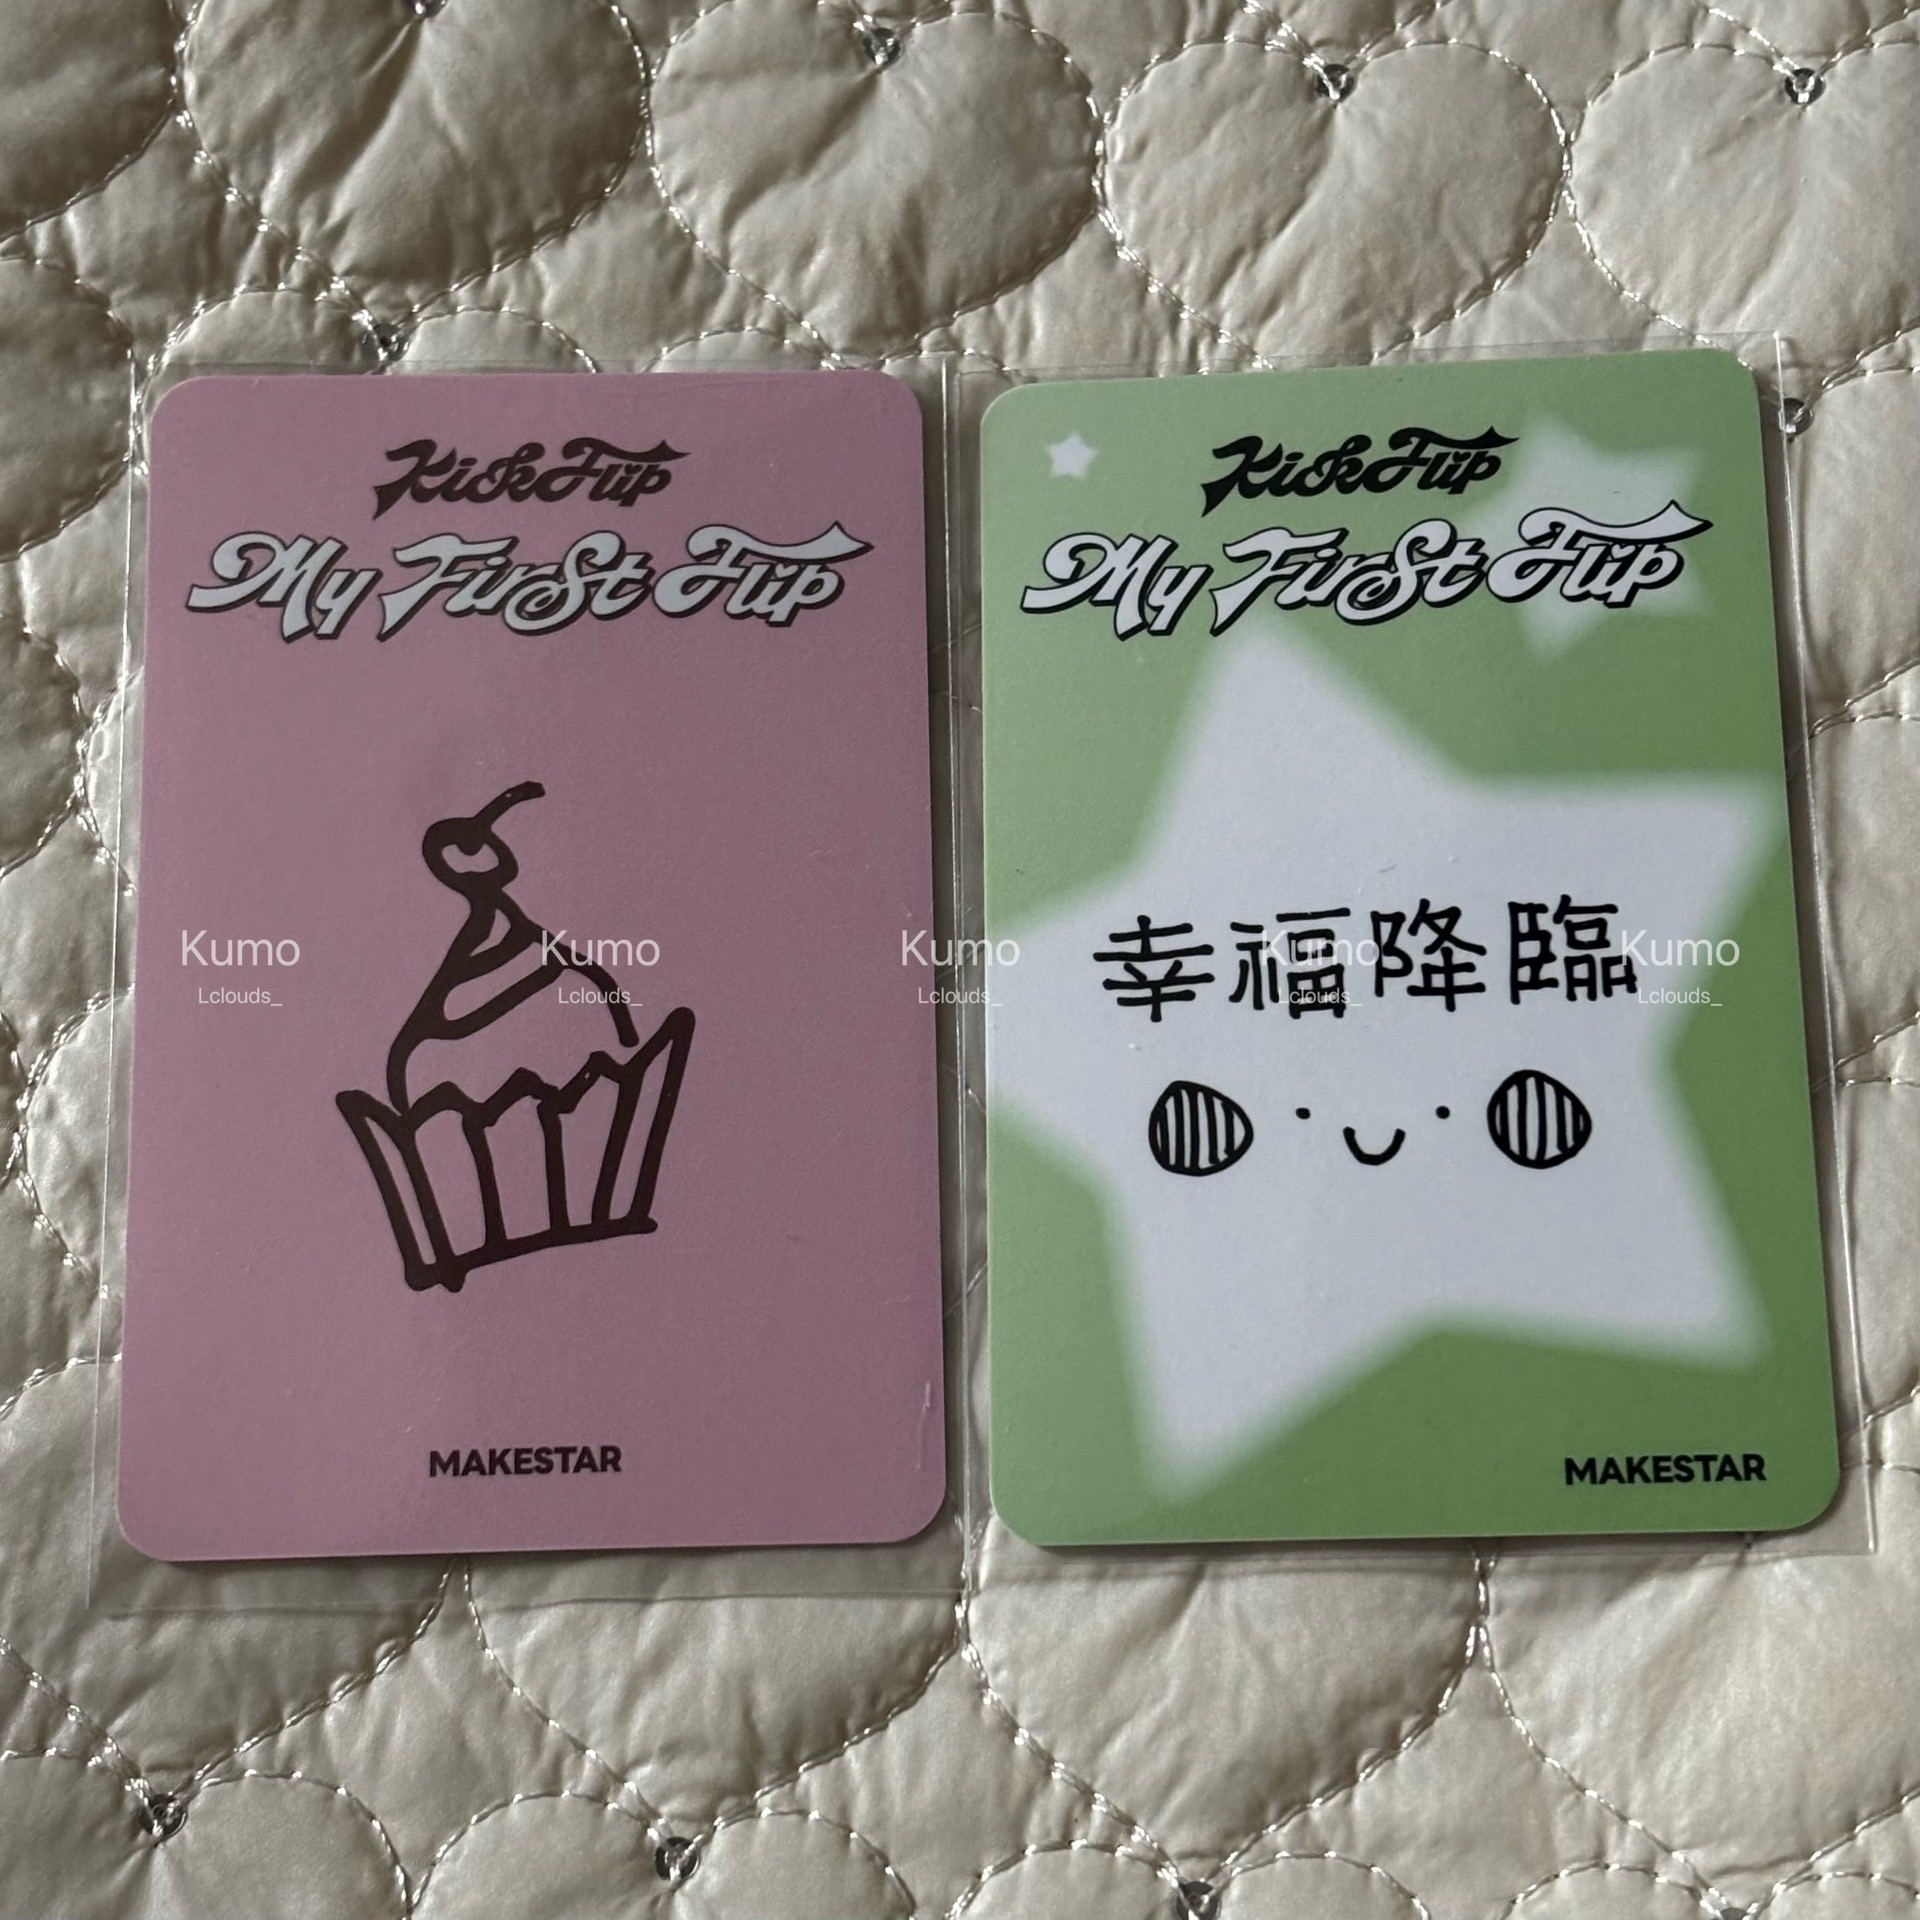 KickFlip
My First Flip
MAKESTAR
KickFlip
My First Flip
幸福降臨
MAKESTAR
Kumo Kumo Kumo Kumo Kumo
Lclouds_ Lclouds_ Lclouds_ Lclouds_ Lclouds_